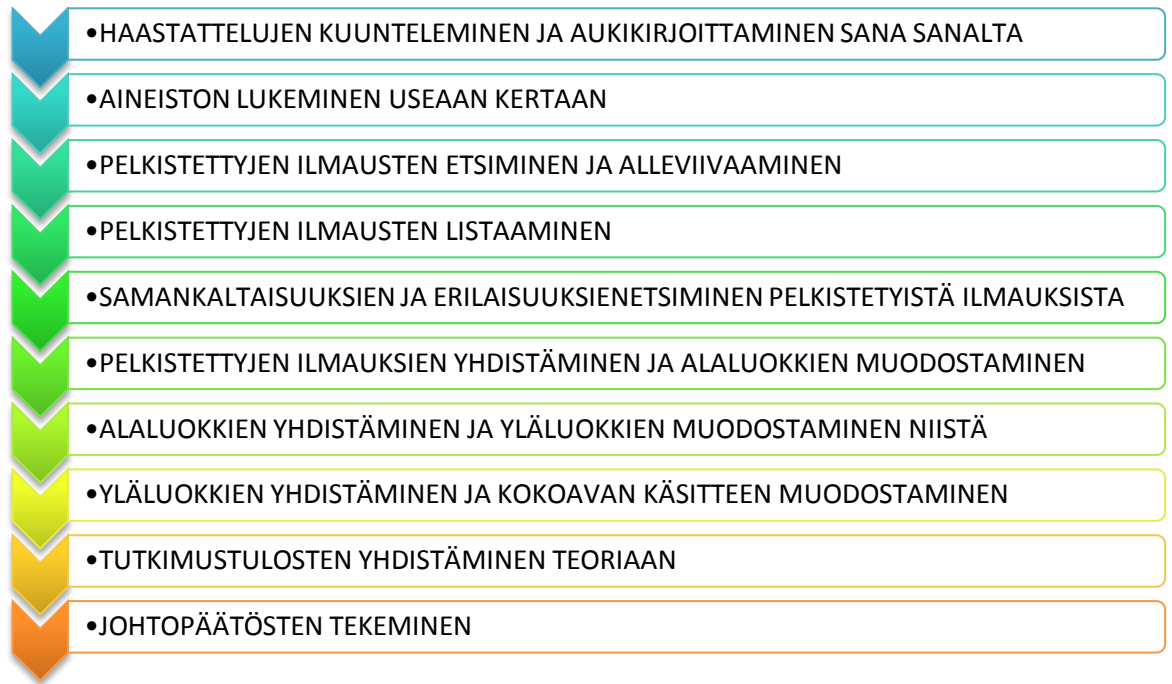 •HAASTATTELUJEN KUUNTELEMINEN JA AUKIKIRJOITTAMINEN SANA SANALTA
•AINEISTON LUKEMINEN USEAAN KERTAAN
•PELKISTETTYJEN ILMAUSTEN ETSIMINEN JA ALLEVIIVAAMINEN
•PELKISTETTYJEN ILMAUSTEN LISTAAMINEN
•SAMANKALTAISUUKSIEN JA ERILAISUUKSIENETSIMINEN PELKISTETYISTÄ ILMAUKSISTA
•PELKISTETTYJEN ILMAUKSIEN YHDISTÄMINEN JA ALALUOKKIEN MUODOSTAMINEN
•ALALUOKKIEN YHDISTÄMINEN JA YLÄLUOKKIEN MUODOSTAMINEN NIISTÄ
•YLÄLUOKKIEN YHDISTÄMINEN JA KOKOAVAN KÄSITTEEN MUODOSTAMINEN
•TUTKIMUSTULOSTEN YHDISTÄMINEN TEORIAAN
•JOHTOPÄÄTÖSTEN TEKEMINEN